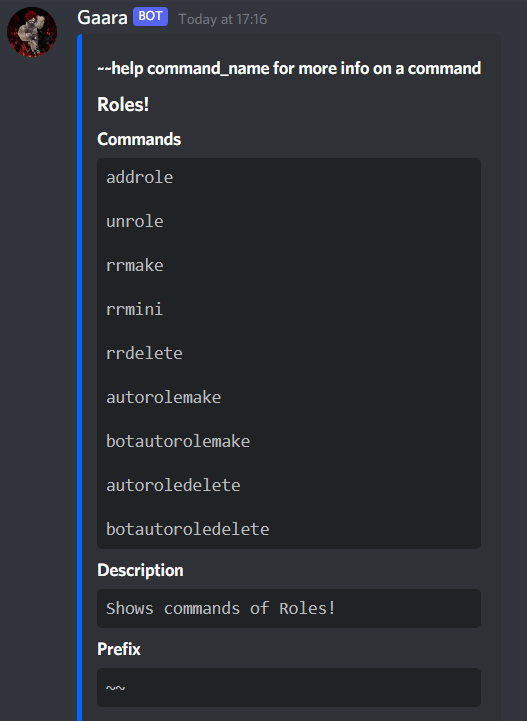 Gaara BOT Today at 17:16
~~help command_name for more info on a command
Roles!
Commands
addrole
unrole
rrmake
rrmini
rrdelete
autorolemake
botautorolemake
autoroledelete
botautoroledelete
Description
Shows commands of Roles!
Prefix
~~